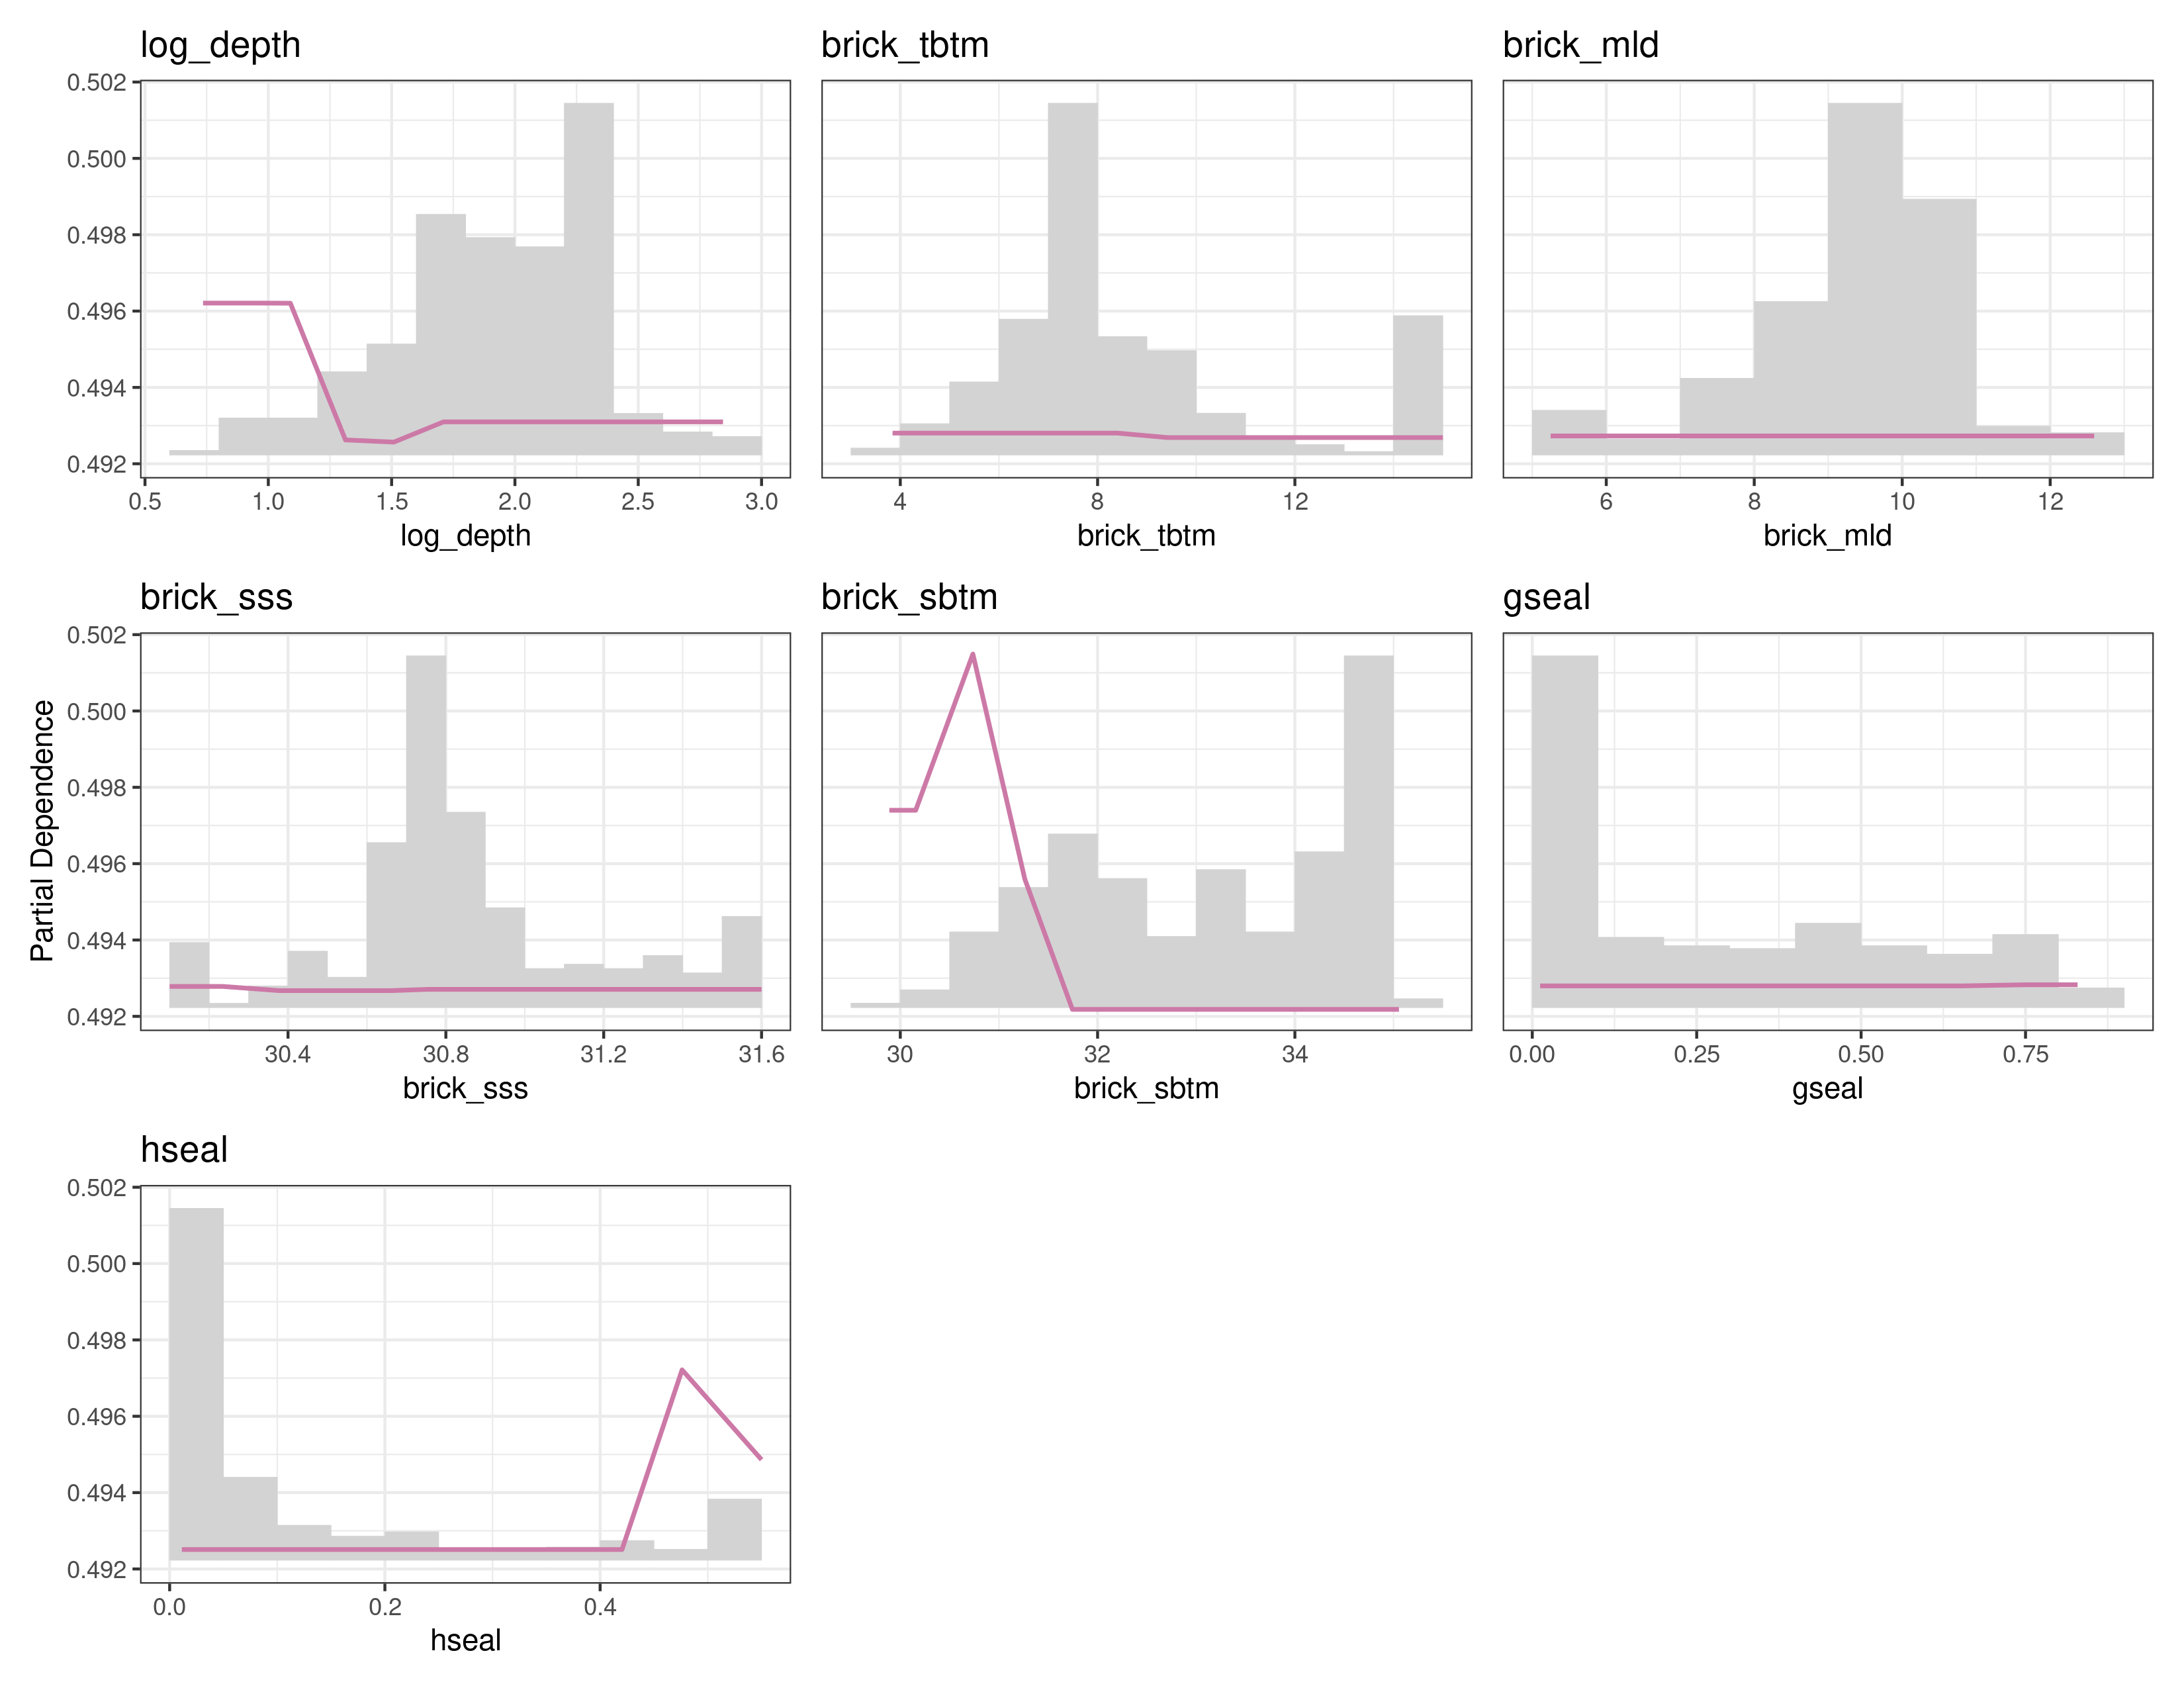 log_depth
brick_tbtm
brick_mld
0.502
0.500
0.498
0.496
0.494
0.492
0.5 1.0 1.5 2.0 2.5 3.0
4 8 12
6 8 10 12
log_depth
brick_tbtm
brick_mld
brick_sss
brick_sbtm
gseal
Partial Dependence
0.502
0.500
0.498
0.496
0.494
0.492
30.4 30.8 31.2 31.6
30 32 34
0.00 0.25 0.50 0.75
brick_sss
brick_sbtm
gseal
hseal
0.502
0.500
0.498
0.496
0.494
0.492
0.0 0.2 0.4
hseal